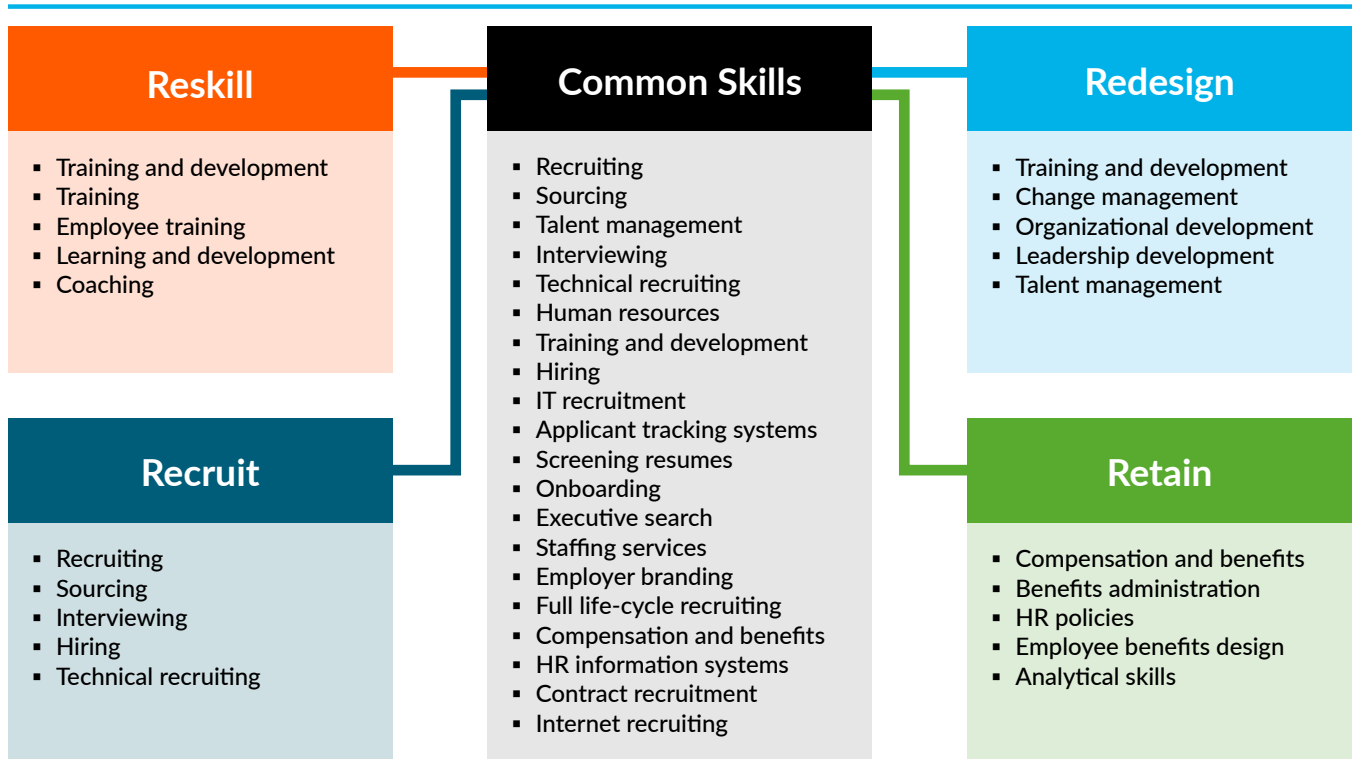 Reskill
▪ Training and development
▪ Training
▪ Employee training
▪ Learning and development
▪ Coaching
Recruit
▪ Recruiting
▪ Sourcing
▪ Interviewing
▪ Hiring
▪ Technical recruiting
Common Skills
▪ Recruiting
▪ Sourcing
▪ Talent management
▪ Interviewing
▪ Technical recruiting
▪ Human resources
▪ Training and development
▪ Hiring
▪ IT recruitment
▪ Applicant tracking systems
▪ Screening resumes
▪ Onboarding
▪ Executive search
▪ Staffing services
▪ Employer branding
▪ Full life-cycle recruiting
▪ Compensation and benefits
▪ HR information systems
▪ Contract recruitment
▪ Internet recruiting
Redesign
▪ Training and development
▪ Change management
▪ Organizational development
▪ Leadership development
▪ Talent management
Retain
▪ Compensation and benefits
▪ Benefits administration
▪ HR policies
▪ Employee benefits design
▪ Analytical skills